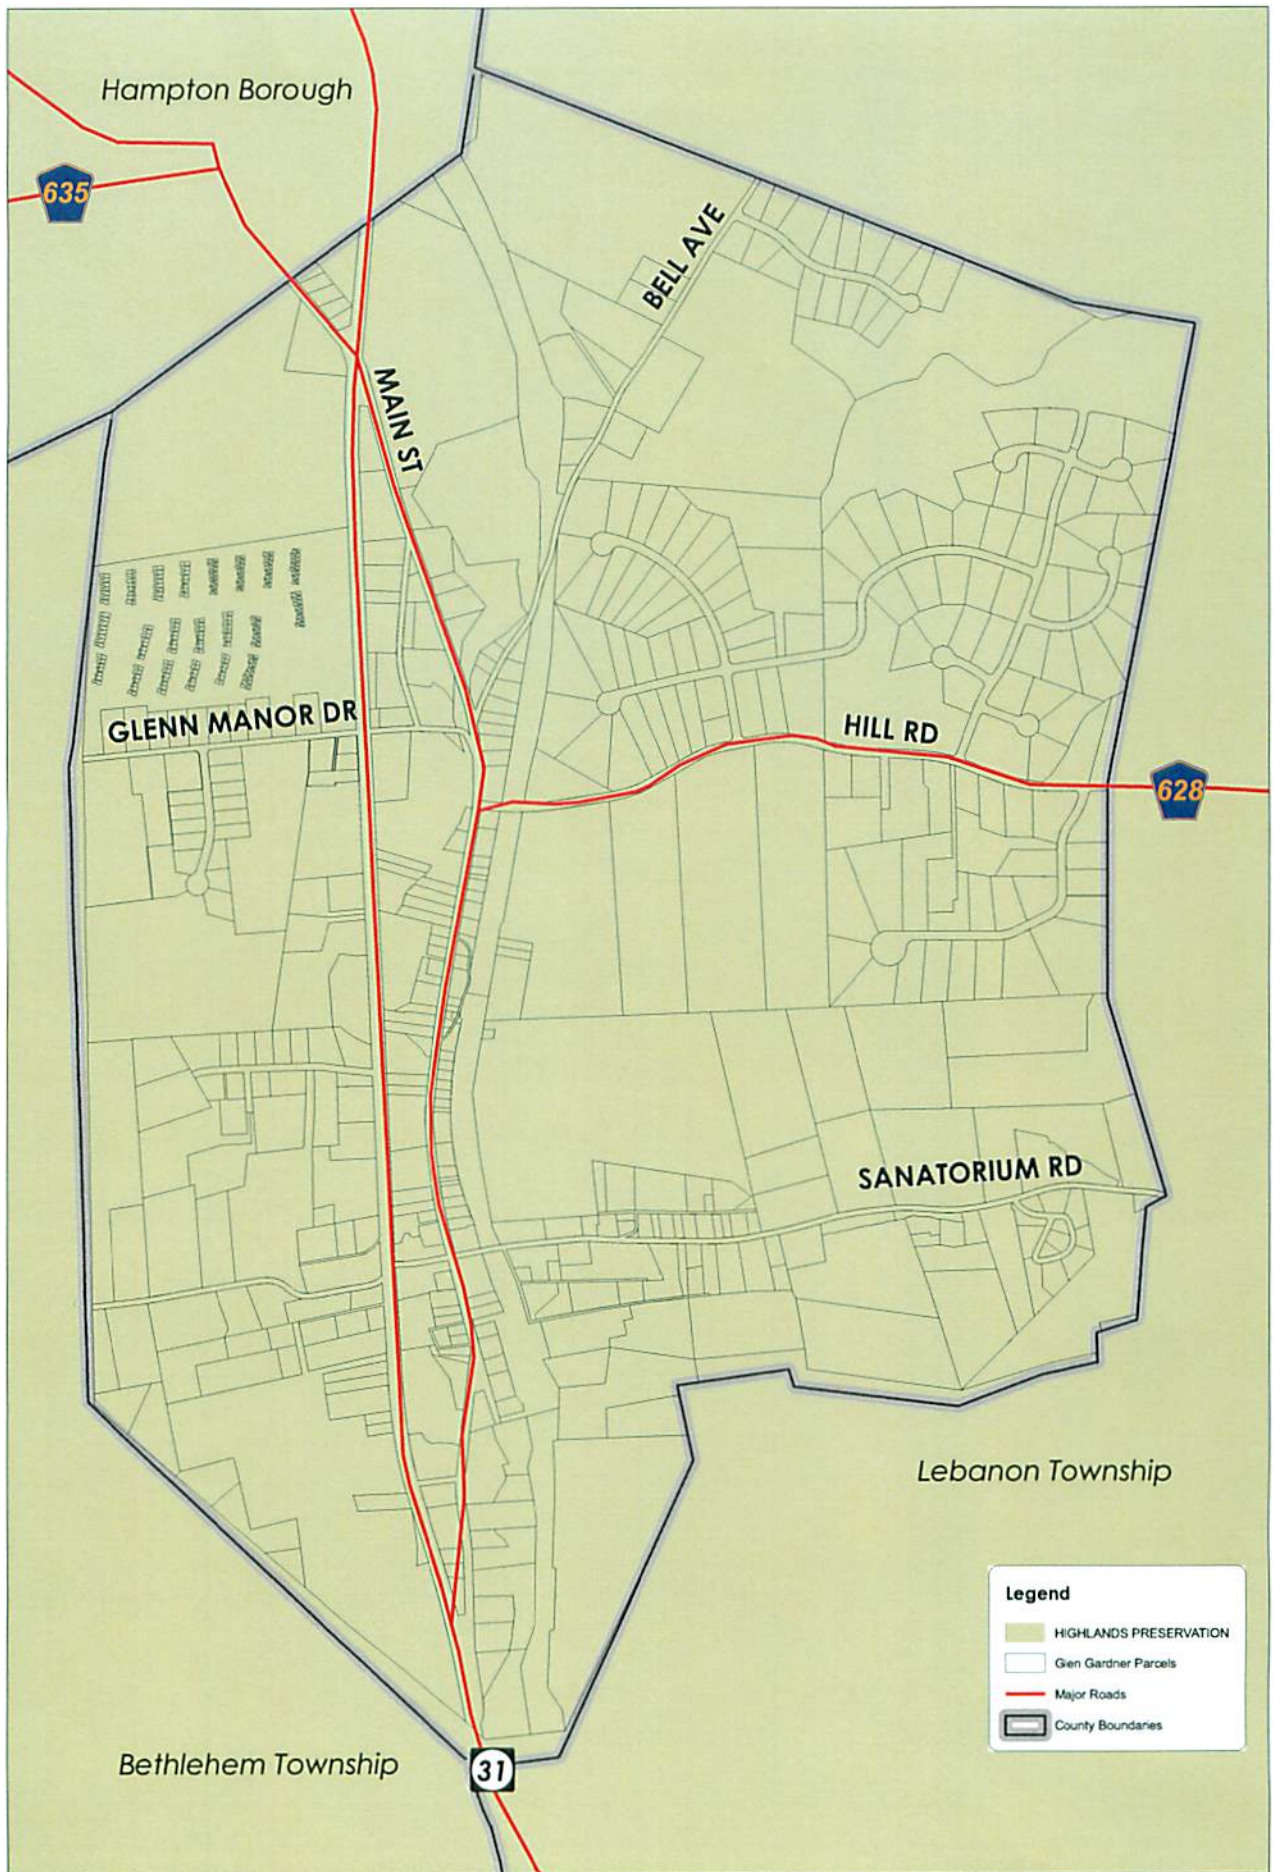 Hampton Borough
635
BELL AVE
MAIN ST
GLENN MANOR DR
HILL RD
628
SANATORIUM RD
Lebanon Township
Legend
HIGHLANDS PRESERVATION
Glen Gardner Parcels
Major Roads
County Boundaries
Bethlehem Township
31